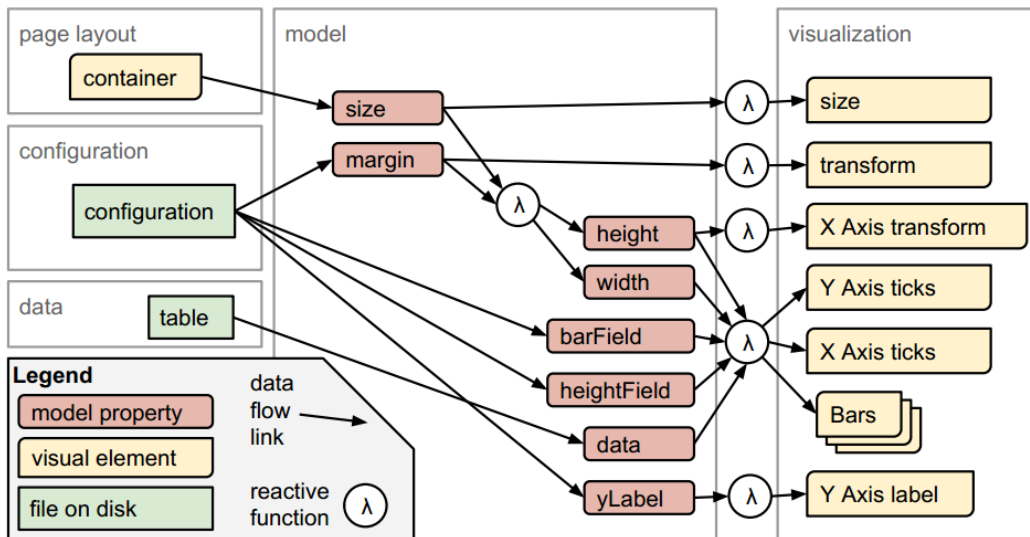 page layout
container
configuration
configuration
data
table
model
size
margin
λ
height
width
barField
heightField
data
yLabel
λ
λ
λ
λ
λ
visualization
size
transform
X Axis transform
Y Axis ticks
X Axis ticks
Bars
Y Axis label
Legend
model property
visual element
file on disk
data
flow
link
reactive
function
λ